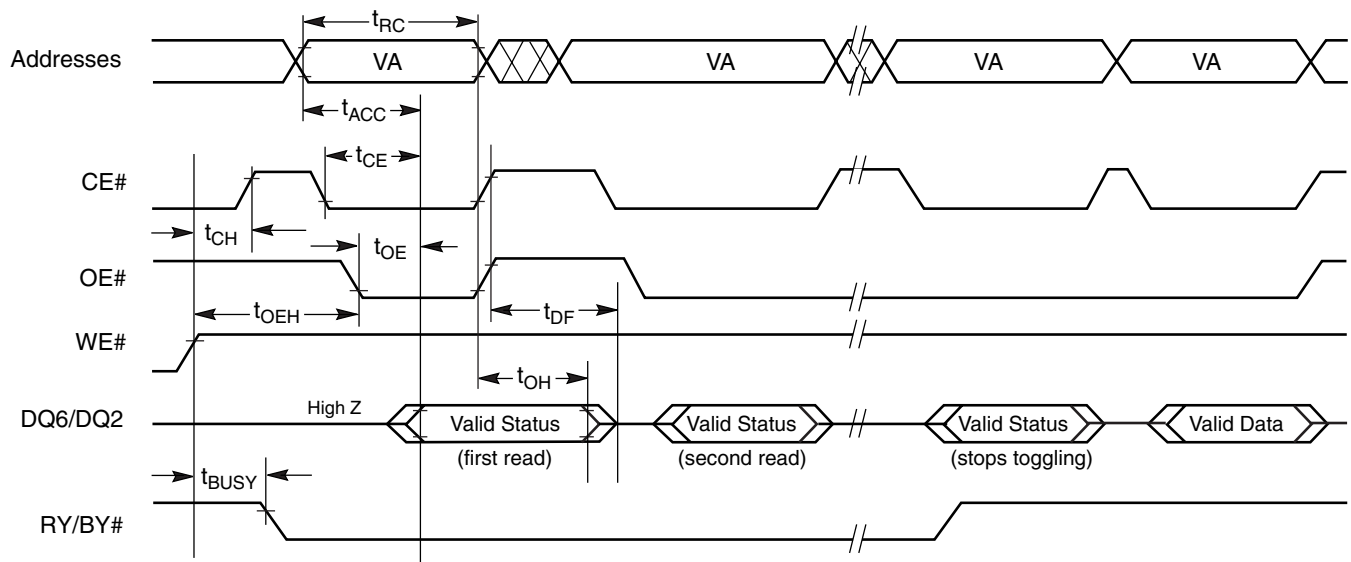 tRC
Addresses VA VA VA VA
tACC
tCE
CE#
tCH tOE
OE#
tOEH tDF
WE#
tOH
High Z
DQ6/DQ2 Valid Status Valid Status Valid Status Valid Data
(first read) (second read) (stops toggling)
tBUSY
RY/BY#